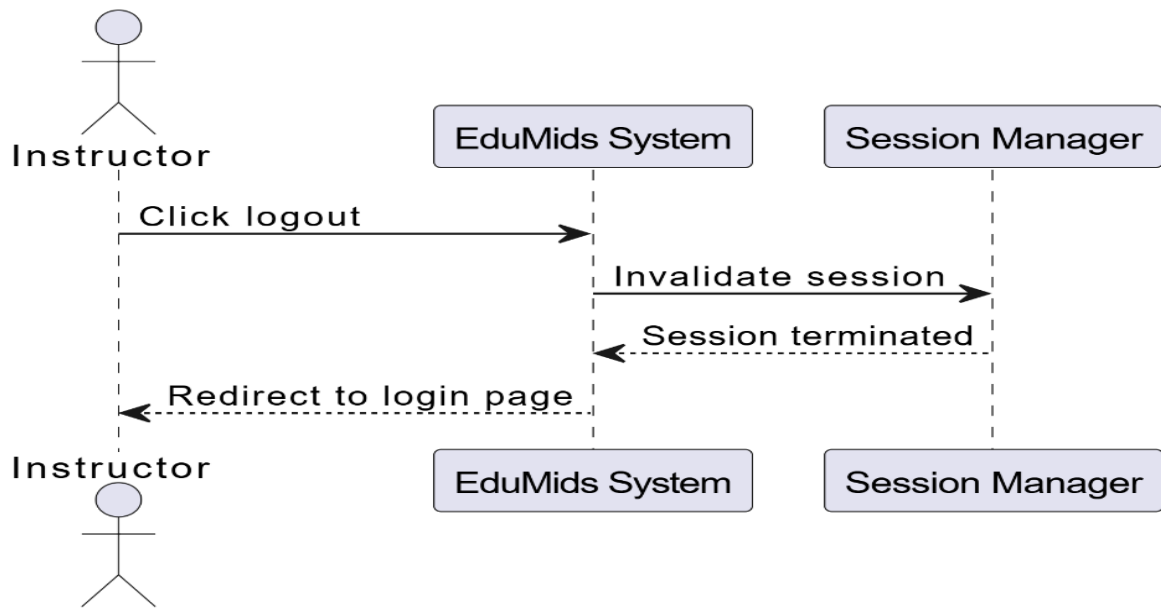 Instructor
EduMids System
Session Manager
Click logout
Invalidate session
Session terminated
Redirect to login page
Instructor
EduMids System
Session Manager